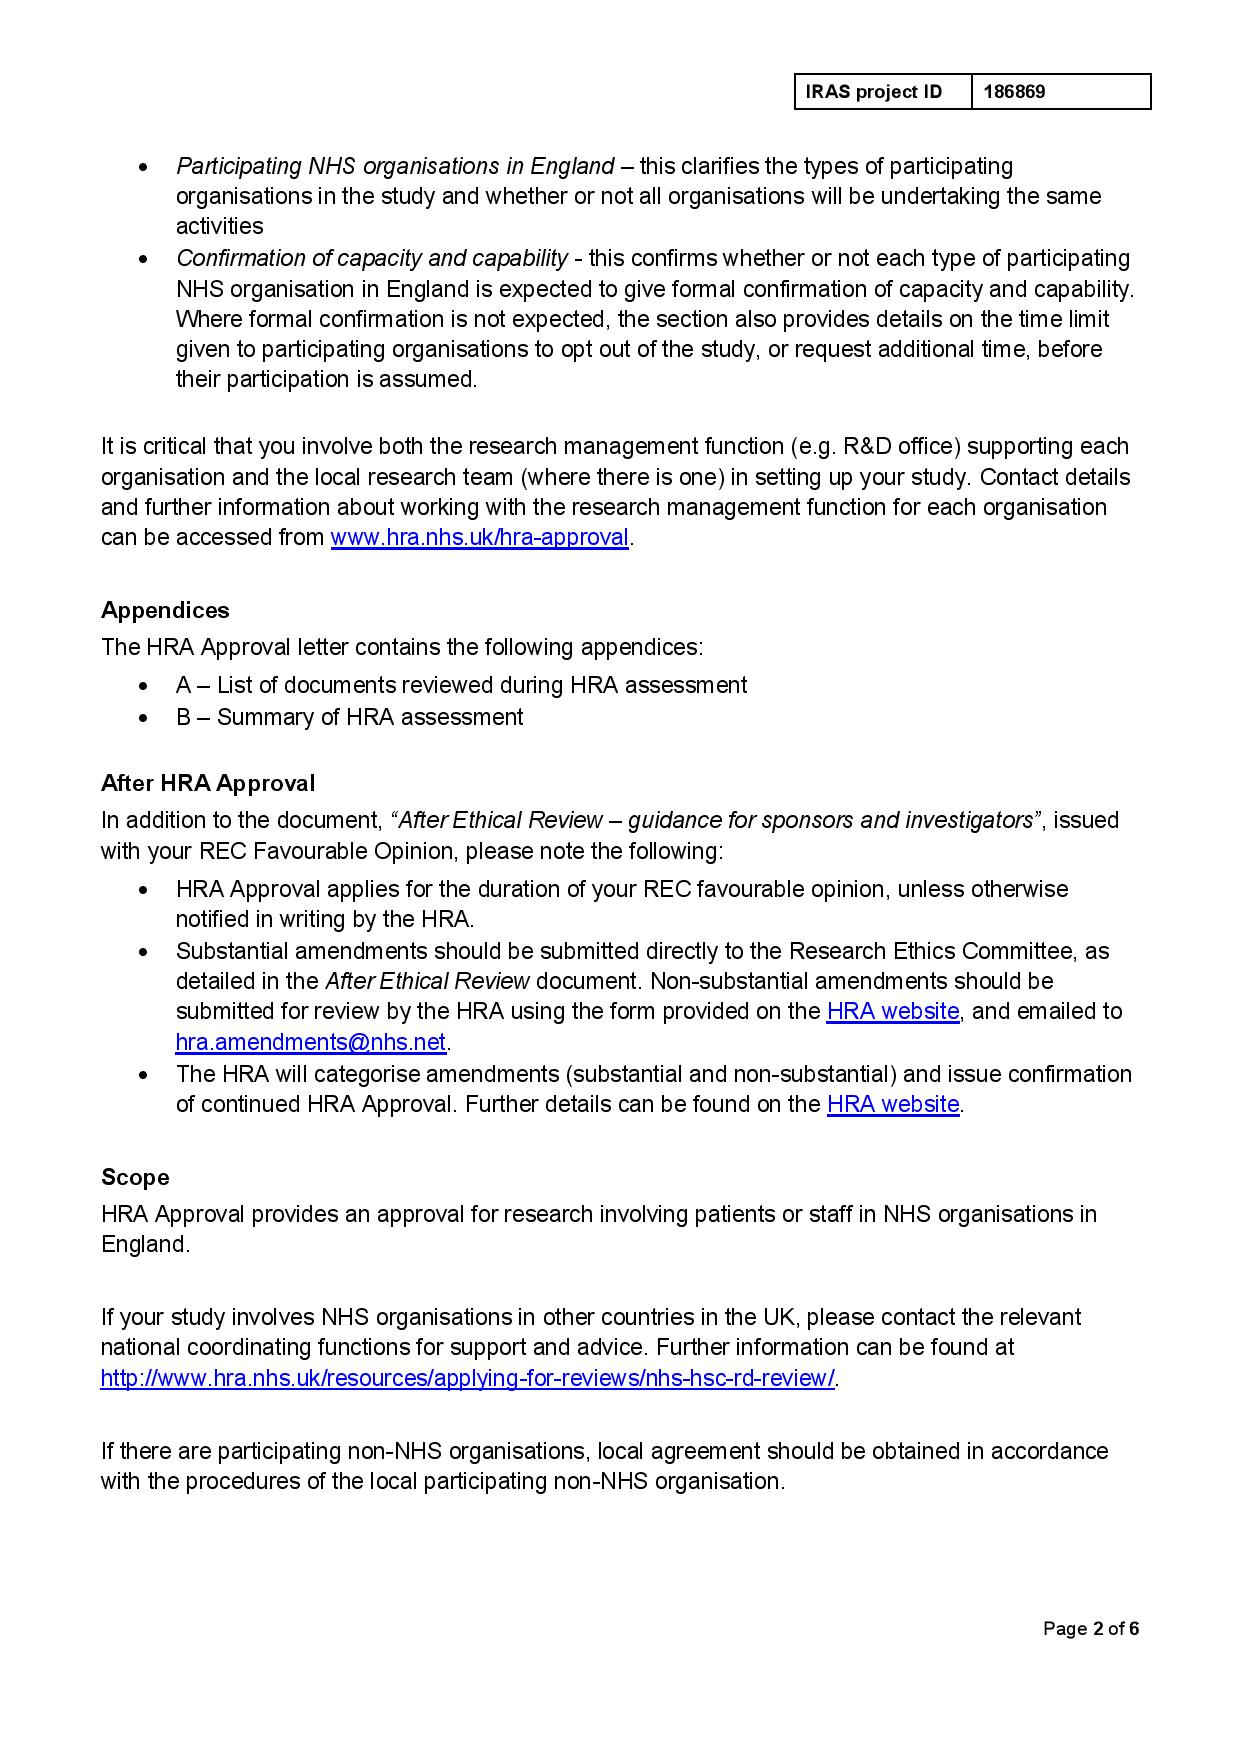 IRAS project ID 186869
• Participating NHS organisations in England – this clarifies the types of participating
organisations in the study and whether or not all organisations will be undertaking the same
activities
• Confirmation of capacity and capability - this confirms whether or not each type of participating
NHS organisation in England is expected to give formal confirmation of capacity and capability.
Where formal confirmation is not expected, the section also provides details on the time limit
given to participating organisations to opt out of the study, or request additional time, before
their participation is assumed.
It is critical that you involve both the research management function (e.g. R&D office) supporting each
organisation and the local research team (where there is one) in setting up your study. Contact details
and further information about working with the research management function for each organisation
can be accessed from www.hra.nhs.uk/hra-approval.
Appendices
The HRA Approval letter contains the following appendices:
• A – List of documents reviewed during HRA assessment
• B – Summary of HRA assessment
After HRA Approval
In addition to the document, “After Ethical Review – guidance for sponsors and investigators”, issued
with your REC Favourable Opinion, please note the following:
• HRA Approval applies for the duration of your REC favourable opinion, unless otherwise
notified in writing by the HRA.
• Substantial amendments should be submitted directly to the Research Ethics Committee, as
detailed in the After Ethical Review document. Non-substantial amendments should be
submitted for review by the HRA using the form provided on the HRA website, and emailed to
hra.amendments@nhs.net.
• The HRA will categorise amendments (substantial and non-substantial) and issue confirmation
of continued HRA Approval. Further details can be found on the HRA website.
Scope
HRA Approval provides an approval for research involving patients or staff in NHS organisations in
England.
If your study involves NHS organisations in other countries in the UK, please contact the relevant
national coordinating functions for support and advice. Further information can be found at
http://www.hra.nhs.uk/resources/applying-for-reviews/nhs-hsc-rd-review/.
If there are participating non-NHS organisations, local agreement should be obtained in accordance
with the procedures of the local participating non-NHS organisation.
Page 2 of 6